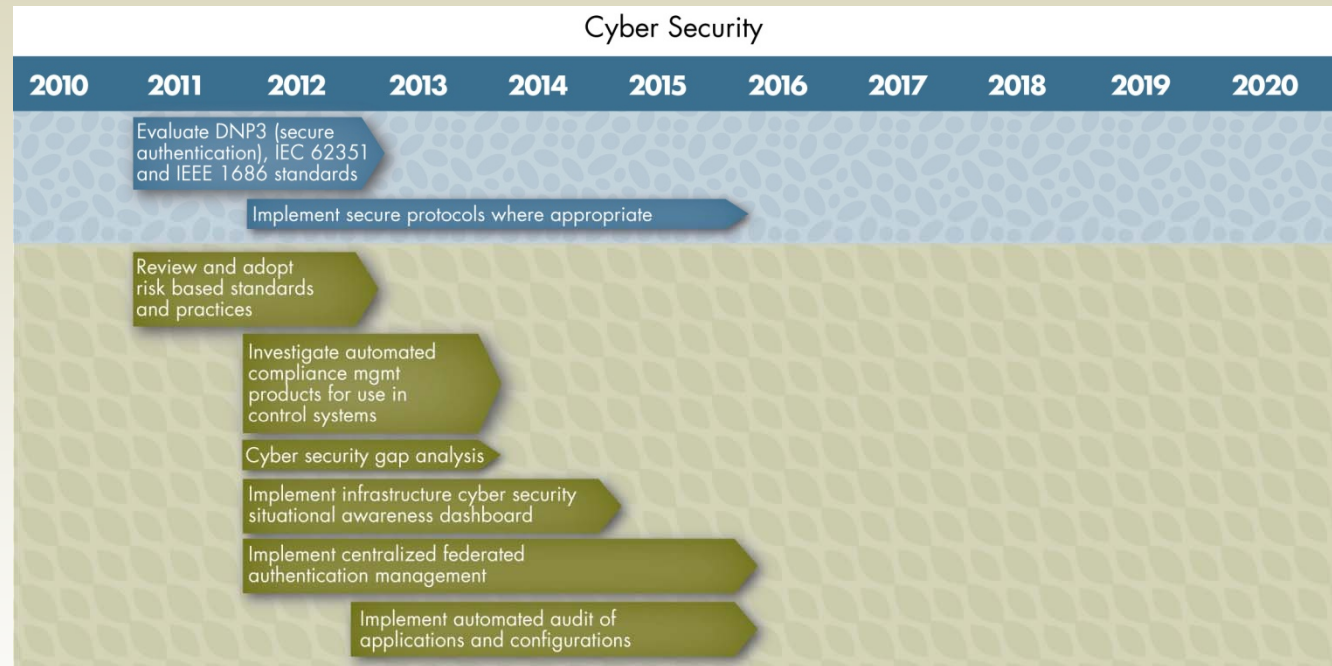 Cyber Security
2010 2011 2012 2013 2014 2015 2016 2017 2018 2019 2020
Evaluate DNP3 (secure
authentication), IEC 62351
and IEEE 1686 standards
Implement secure protocols where appropriate
Review and adopt
risk based standards
and practices
Investigate automated
compliance mgmt
products for use in
control systems
Cyber security gap analysis
Implement infrastructure cyber security
situational awareness dashboard
Implement centralized federated
authentication management
Implement automated audit of
applications and configurations